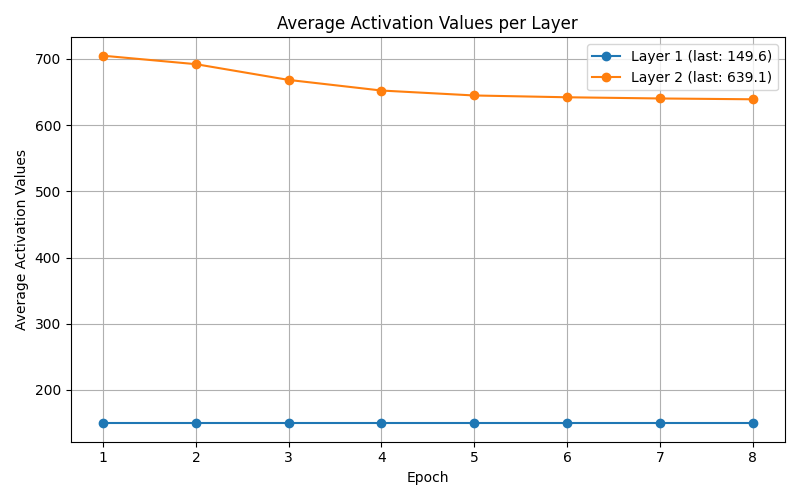 Average Activation Values per Layer
Layer 1 (last: 149.6)
Layer 2 (last: 639.1)
Average Activation Values
700
600
500
400
300
200
1 2 3 4 5 6 7 8
Epoch